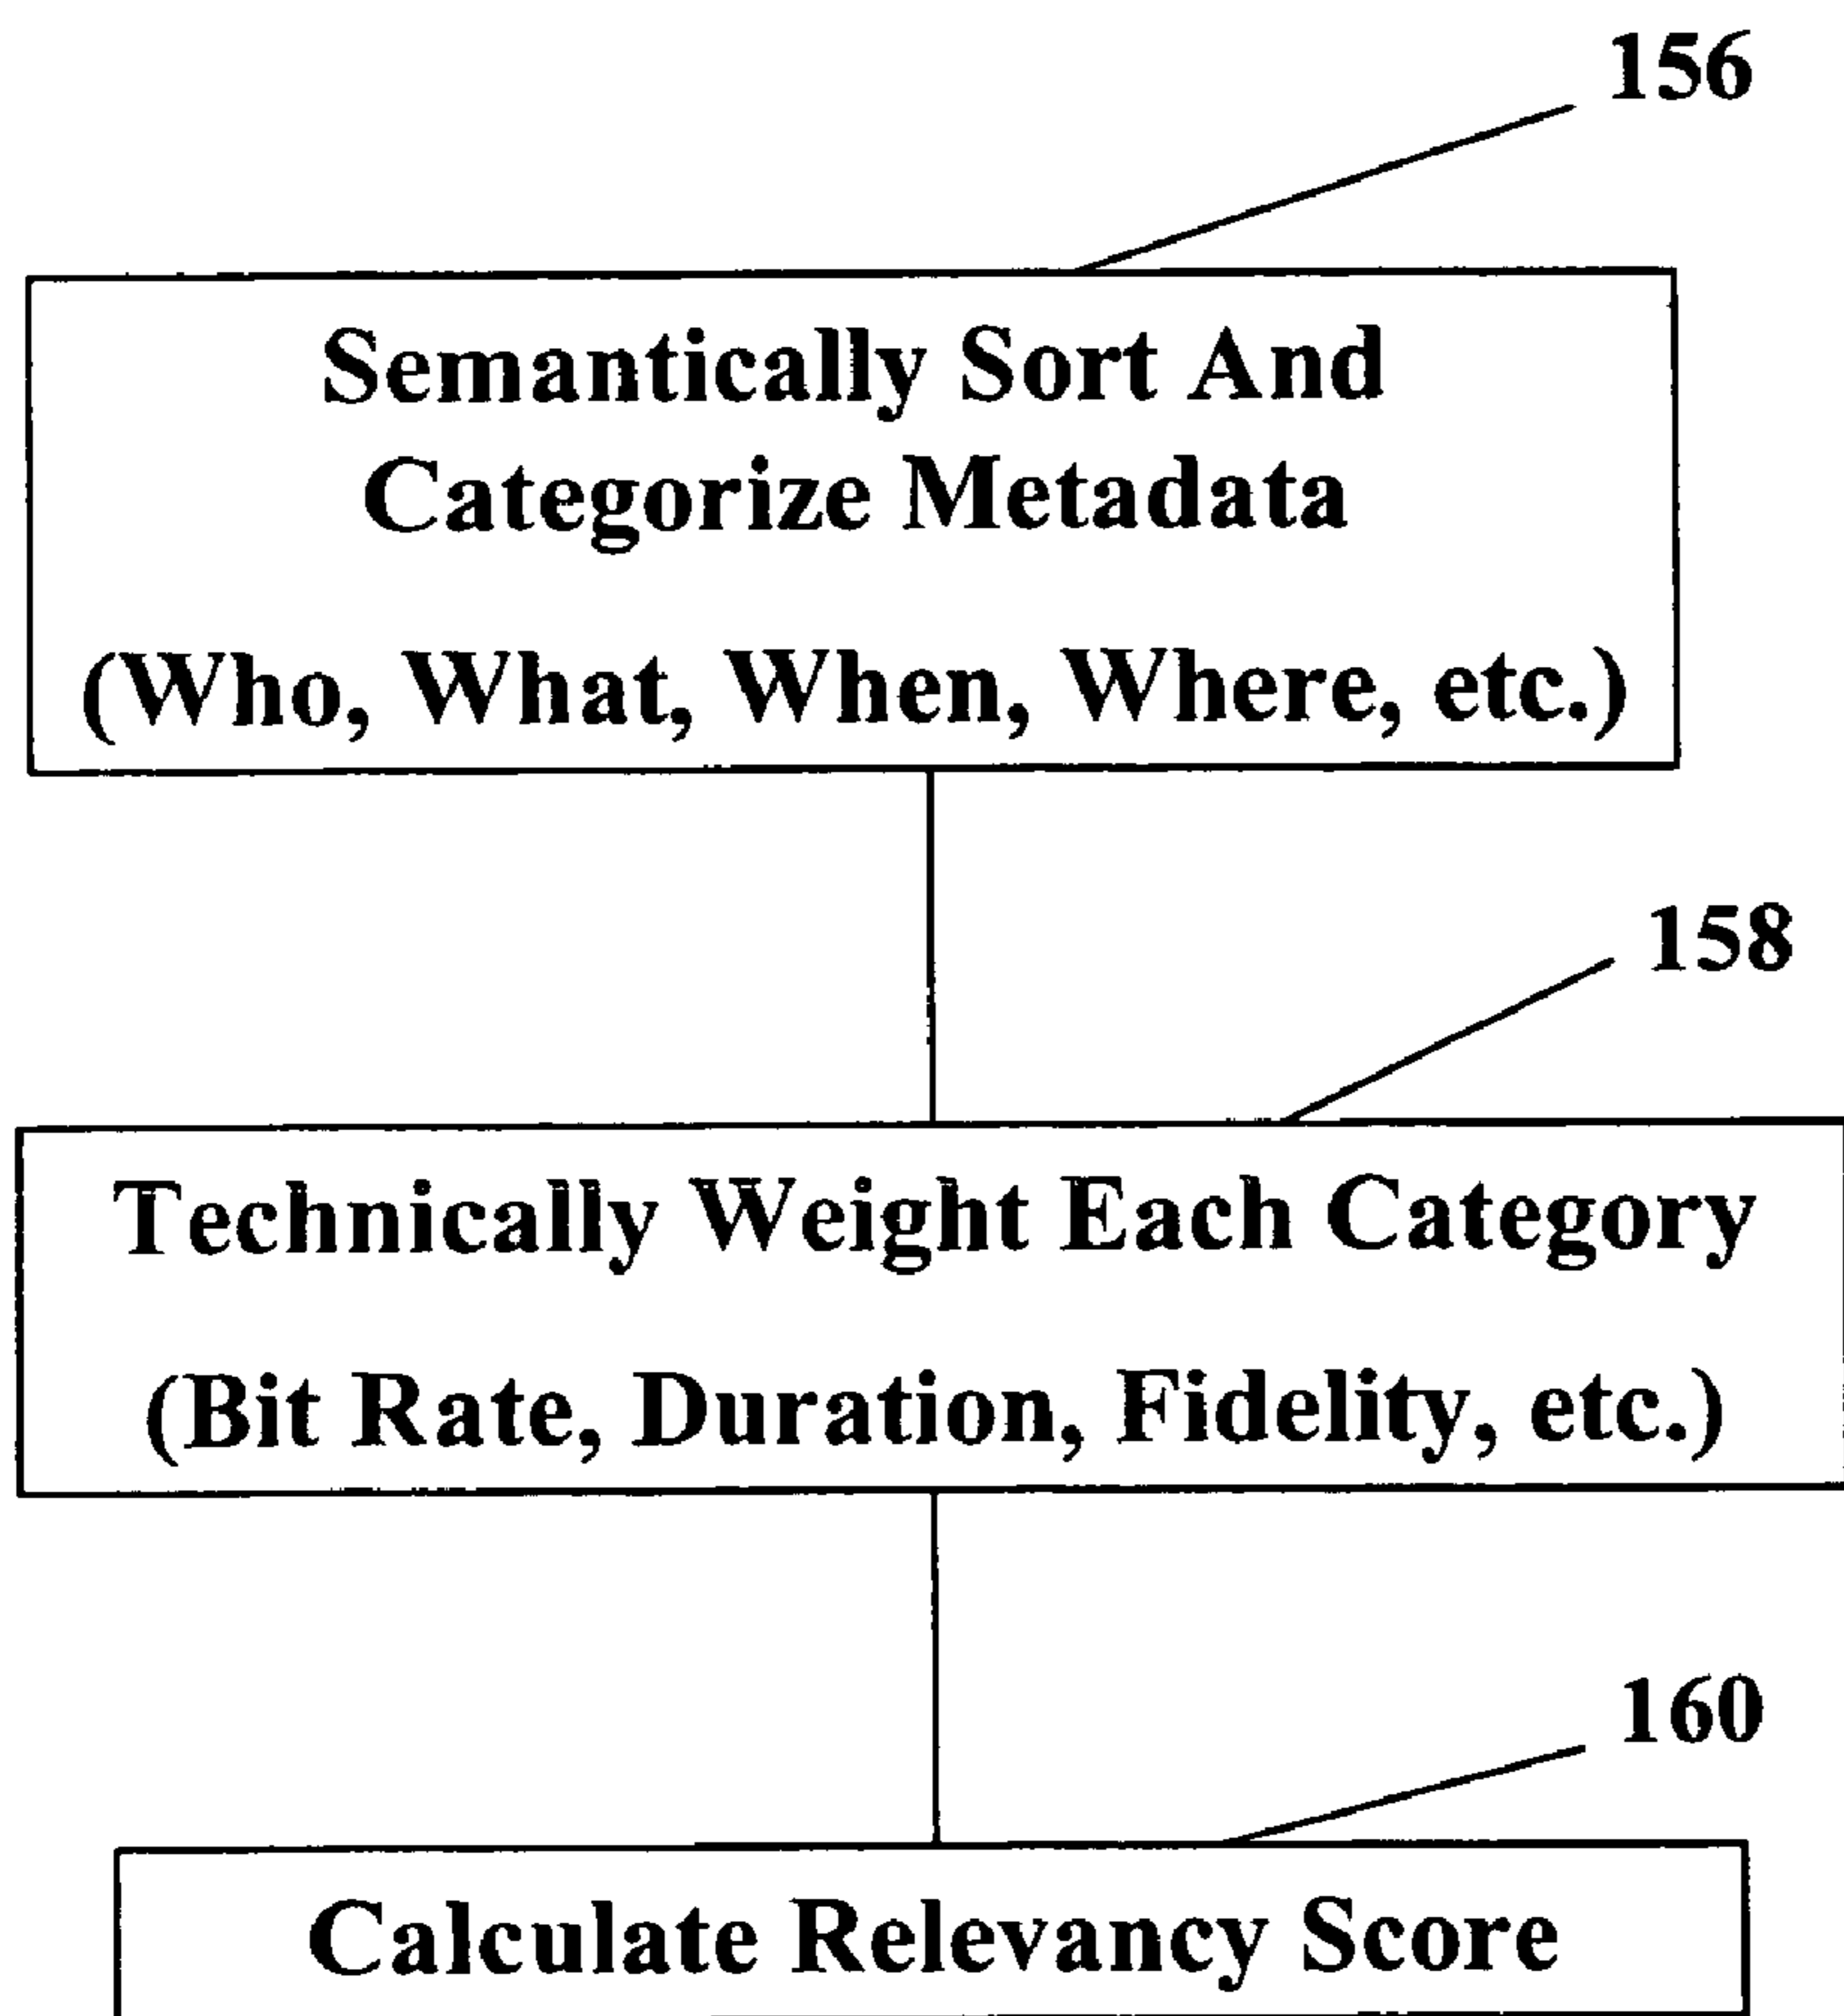 156
Semantically Sort And
Categorize Metadata
(Who, What, When, Where, etc.)
158
Technically Weight Each Category
(Bit Rate, Duration, Fidelity, etc.)
160
Calculate Relevancy Score